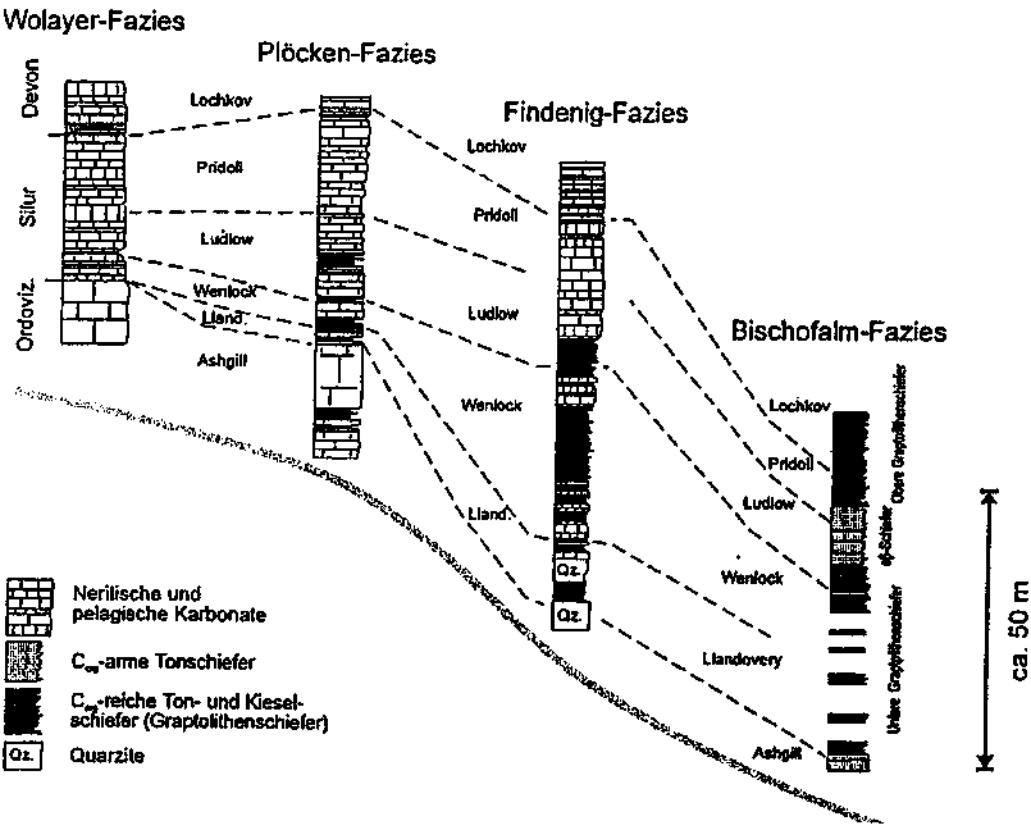 Wolayer-Fazies
Plöcken-Fazies
Findenig-Fazies
Bischofalm-Fazies
Devon
Silur
Ordoviz.
Lochkov
Pridoli
Ludlow
Wenlock
Lland.
Ashgill
Lochkov
Pridoli
Ludlow
Wenlock
Lland.
Qz.
Qz.
Lochkov
Pridoli
Ludlow
Wenlock
Llandovery
Ashgill
Obere Graptolithenschiefer
eβ-Schiefer
Untere Graptolithenschiefer
ca. 50 m
Neritische und
pelagische Karbonate
Corg-arme Tonschiefer
Corg-reiche Ton- und Kiesel-
schiefer (Graptolithenschiefer)
Qz.
Quarzite